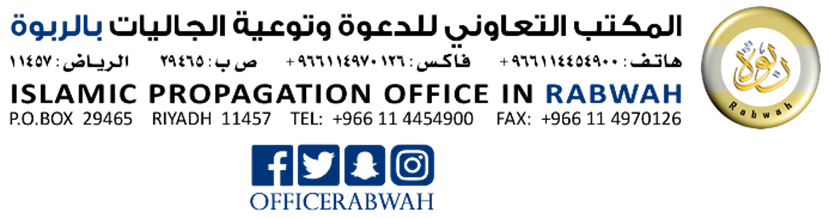 المكتب التعاوني للدعوة وتوعية الجاليات بالربوة
هاتف: ٩٦٦١١٤٤٥٤٩٠٠+ فاكس: ٩٦٦١١٤٩٧٠١٢٦+ ص ب: ٢٩٤٦٥ الرياض: ١١٤٥٧
ISLAMIC PROPAGATION OFFICE IN RABWAH
P.O.BOX 29465 RIYADH 11457 TEL: +966 11 4454900 FAX: +966 11 4970126
ربوة
Rabwah
OFFICERABWAH